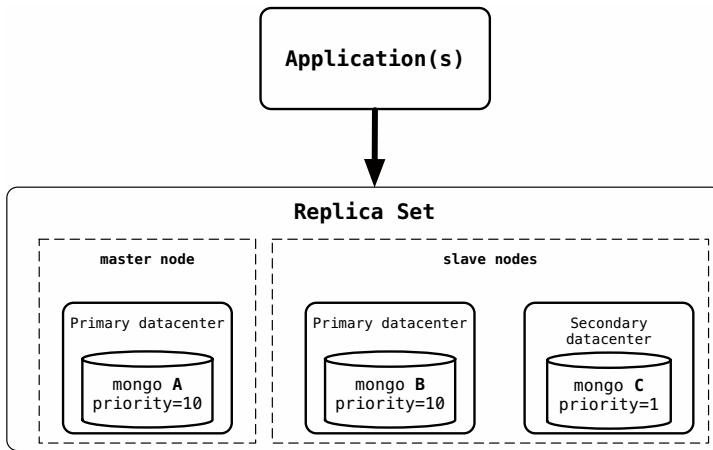 Application(s)
Replica Set
master node
slave nodes
Primary datacenter
mongo A
priority=10
Primary datacenter
mongo B
priority=10
Secondary
datacenter
mongo C
priority=1